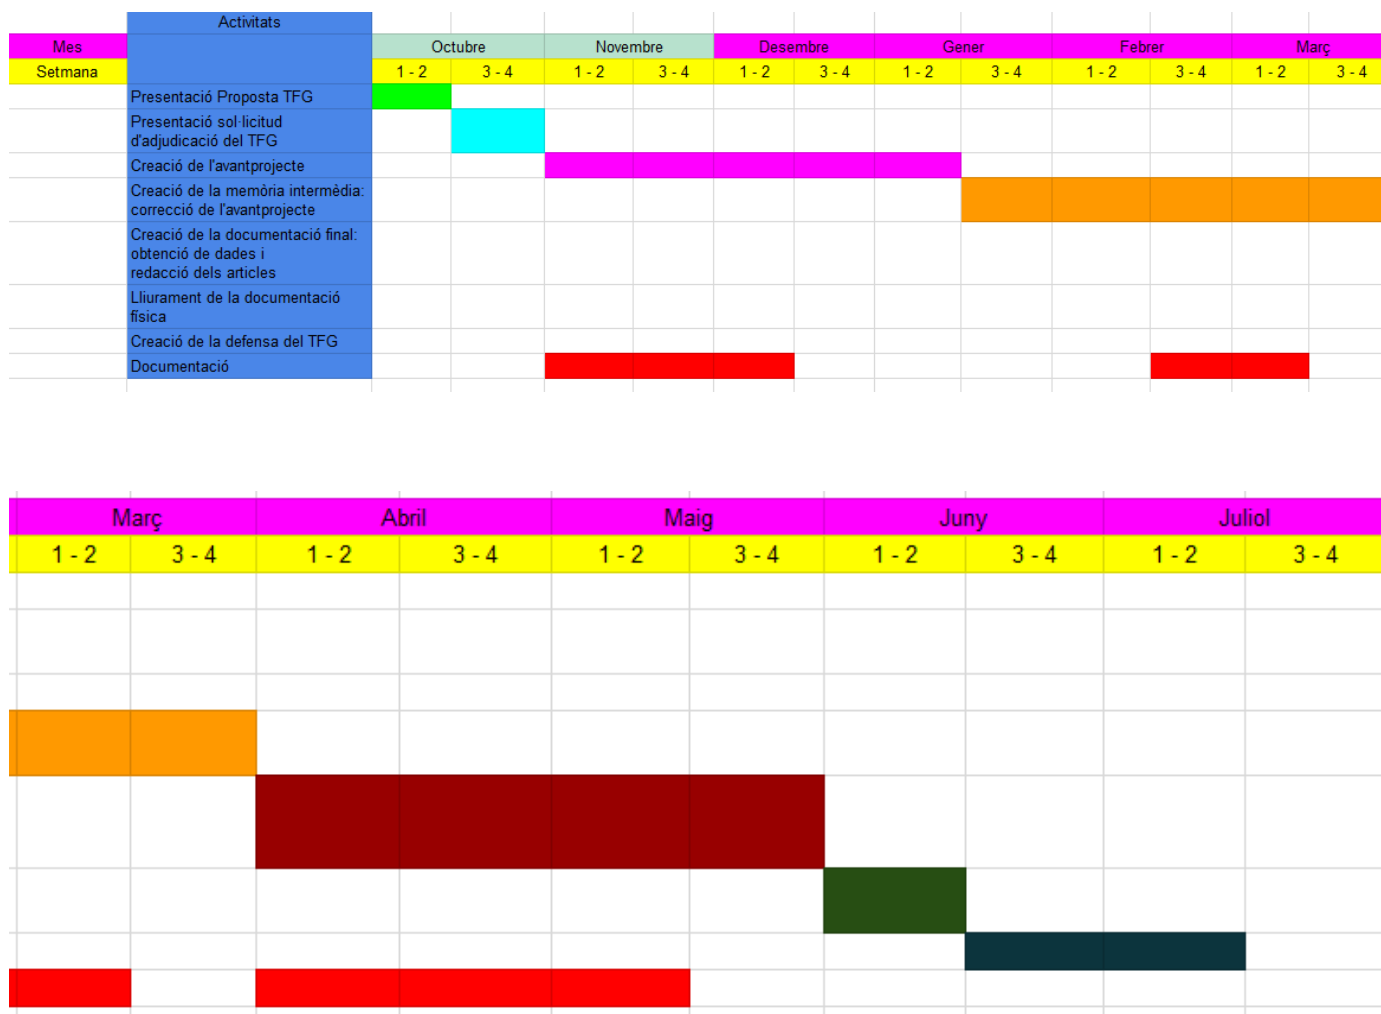 Activitats
Mes Octubre Novembre Desembre Gener Febrer Març
Setmana 1 - 2 3 - 4 1 - 2 3 - 4 1 - 2 3 - 4 1 - 2 3 - 4 1 - 2 3 - 4 1 - 2 3 - 4
Presentació Proposta TFG
Presentació sol·licitud
d'adjudicació del TFG
Creació de l'avantprojecte
Creació de la memòria intermèdia:
correcció de l'avantprojecte
Creació de la documentació final:
obtenció de dades i
redacció dels articles
Lliurament de la documentació
física
Creació de la defensa del TFG
Documentació
Març Abril Maig Juny Juliol
1 - 2 3 - 4 1 - 2 3 - 4 1 - 2 3 - 4 1 - 2 3 - 4 1 - 2 3 - 4